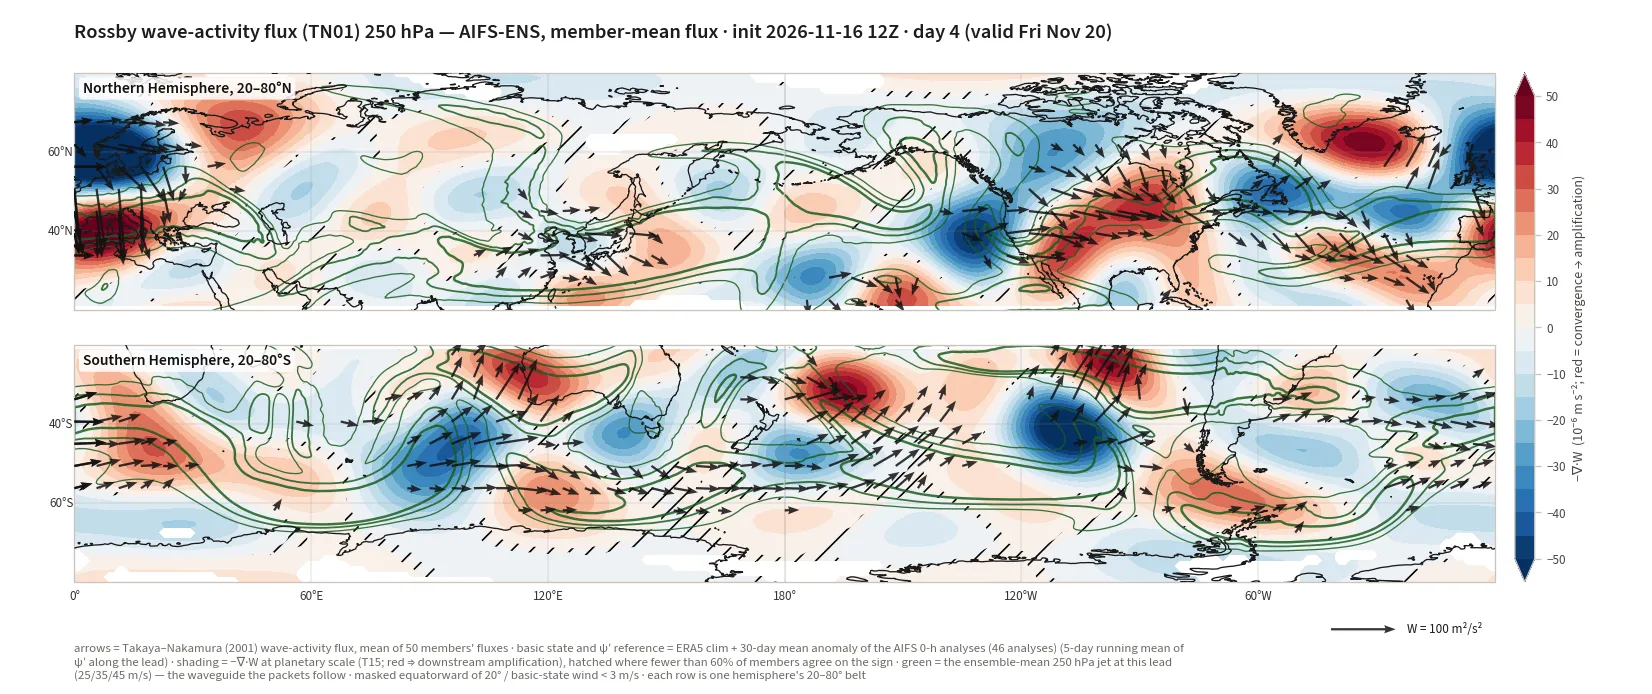 Rossby wave-activity flux (TN01) 250 hPa — AIFS-ENS, member-mean flux · init 2026-11-16 12Z · day 4 (valid Fri Nov 20)
Northern Hemisphere, 20–80°N
60°N
40°N
Southern Hemisphere, 20–80°S
40°S
60°S
0°
60°E
120°E
180°
120°W
60°W
50
40
30
20
10
0
−10
−20
−30
−40
−50
−∇·W (10⁻⁶ m s⁻²; red = convergence → amplification)
W = 100 m²/s²
arrows = Takaya–Nakamura (2001) wave-activity flux, mean of 50 members' fluxes · basic state and ψ' reference = ERA5 clim + 30-day mean anomaly of the AIFS 0-h analyses (46 analyses) (5-day running mean of
ψ' along the lead) · shading = −∇·W at planetary scale (T15; red ⇒ downstream amplification), hatched where fewer than 60% of members agree on the sign · green = the ensemble-mean 250 hPa jet at this lead
(25/35/45 m/s) — the waveguide the packets follow · masked equatorward of 20° / basic-state wind < 3 m/s · each row is one hemisphere's 20–80° belt